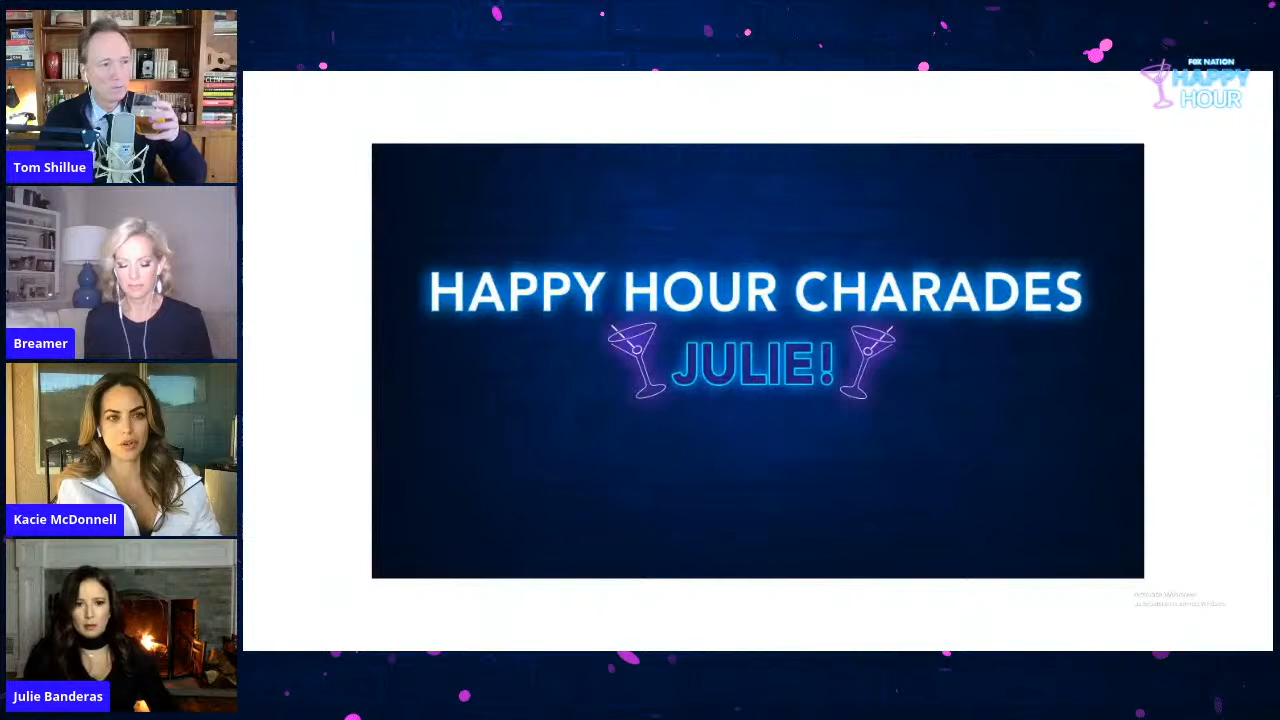 Tom Shillue
Breamer
Kacie McDonnell
Julie Banderas
HAPPY HOUR CHARADES
JULIE!
FOX NATION
HAPPY
HOUR